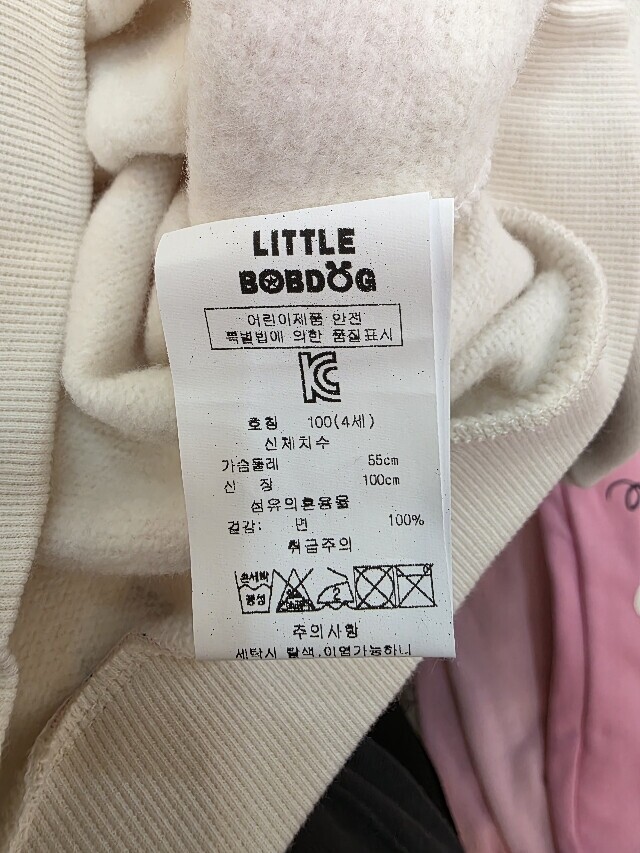 LITTLE
BOBDOG
어린이제품 안전
특별법에 의한 품질표시
KC
호칭 100(4세)
신체치수
가슴둘레 55cm
신 장 100cm
섬유의혼용율
겉감: 면 100%
취급주의
손세탁
중성
2
주의사항
세탁시 탈색,이염가능하니